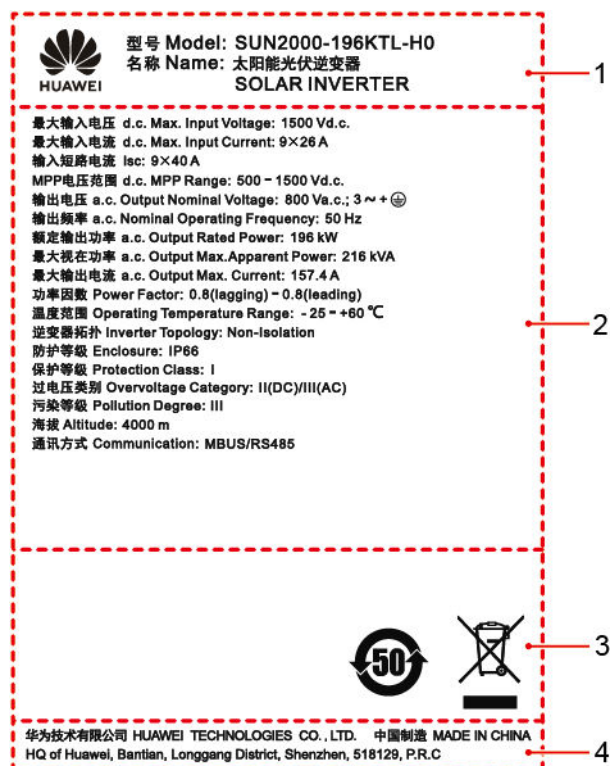 HUAWEI
型号 Model: SUN2000-196KTL-H0
名称 Name: 太阳能光伏逆变器
SOLAR INVERTER
1
最大输入电压 d.c. Max. Input Voltage: 1500 Vd.c.
最大输入电流 d.c. Max. Input Current: 9×26 A
输入短路电流 Isc: 9×40 A
MPP电压范围 d.c. MPP Range: 500 - 1500 Vd.c.
输出电压 a.c. Output Nominal Voltage: 800 Va.c.; 3 ~ + ⏚
输出频率 a.c. Nominal Operating Frequency: 50 Hz
额定输出功率 a.c. Output Rated Power: 196 kW
最大视在功率 a.c. Output Max.Apparent Power: 216 kVA
最大输出电流 a.c. Output Max. Current: 157.4 A
功率因数 Power Factor: 0.8(lagging) - 0.8(leading)
温度范围 Operating Temperature Range: - 25 - +60 ℃
逆变器拓扑 Inverter Topology: Non-Isolation
防护等级 Enclosure: IP66
保护等级 Protection Class: I
过电压类别 Overvoltage Category: II(DC)/III(AC)
污染等级 Pollution Degree: III
海拔 Altitude: 4000 m
通讯方式 Communication: MBUS/RS485
2
50
3
华为技术有限公司 HUAWEI TECHNOLOGIES CO., LTD. 中国制造 MADE IN CHINA
HQ of Huawei, Bantian, Longgang District, Shenzhen, 518129, P.R.C
4